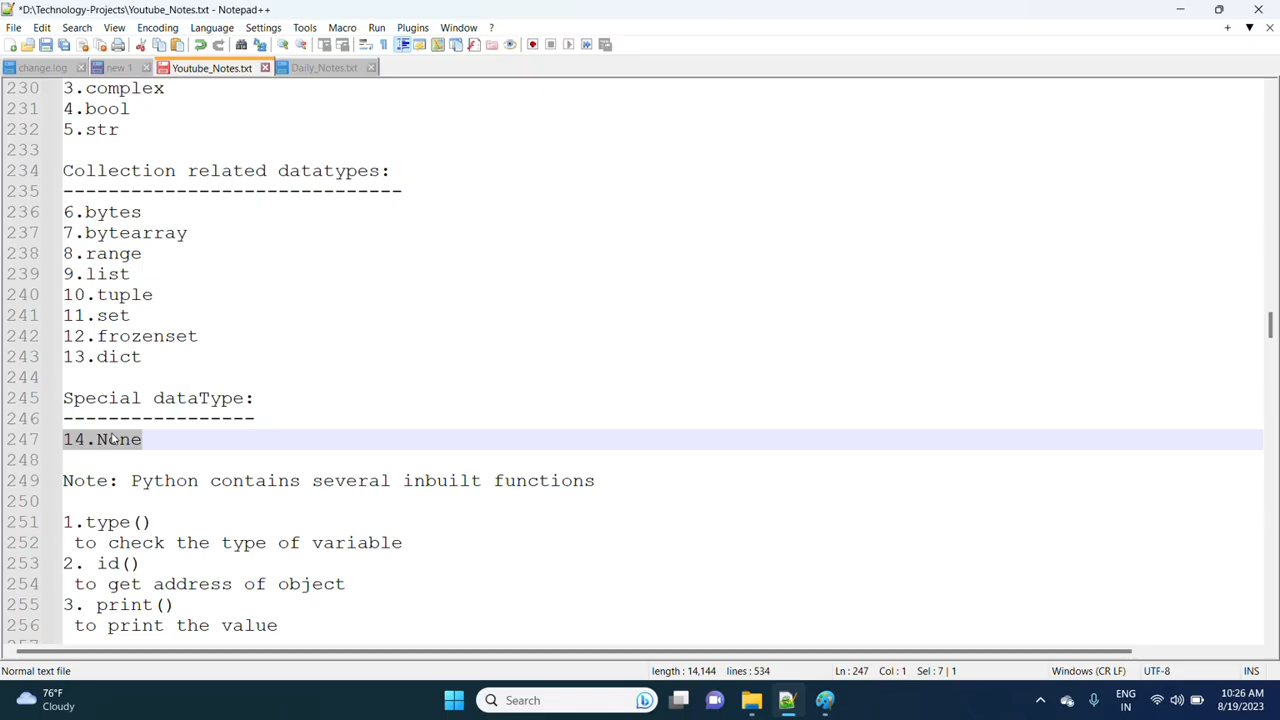 *D:\Technology-Projects\Youtube_Notes.txt - Notepad++
File Edit Search View Encoding Language Settings Tools Macro Run Plugins Window ?
change.log new 1 Youtube_Notes.txt Daily_Notes.txt
230 3.complex
231 4.bool
232 5.str
233
234 Collection related datatypes:
235 ------------------------------
236 6.bytes
237 7.bytearray
238 8.range
239 9.list
240 10.tuple
241 11.set
242 12.frozenset
243 13.dict
244
245 Special dataType:
246 -----------------
247 14.None
248
249 Note: Python contains several inbuilt functions
250
251 1.type()
252 to check the type of variable
253 2. id()
254 to get address of object
255 3. print()
256 to print the value
257
Normal text file length : 14,144 lines : 534 Ln : 247 Col : 1 Sel : 7 | 1 Windows (CR LF) UTF-8 INS
76°F
Cloudy
Search
ENG
IN
10:26 AM
8/19/2023